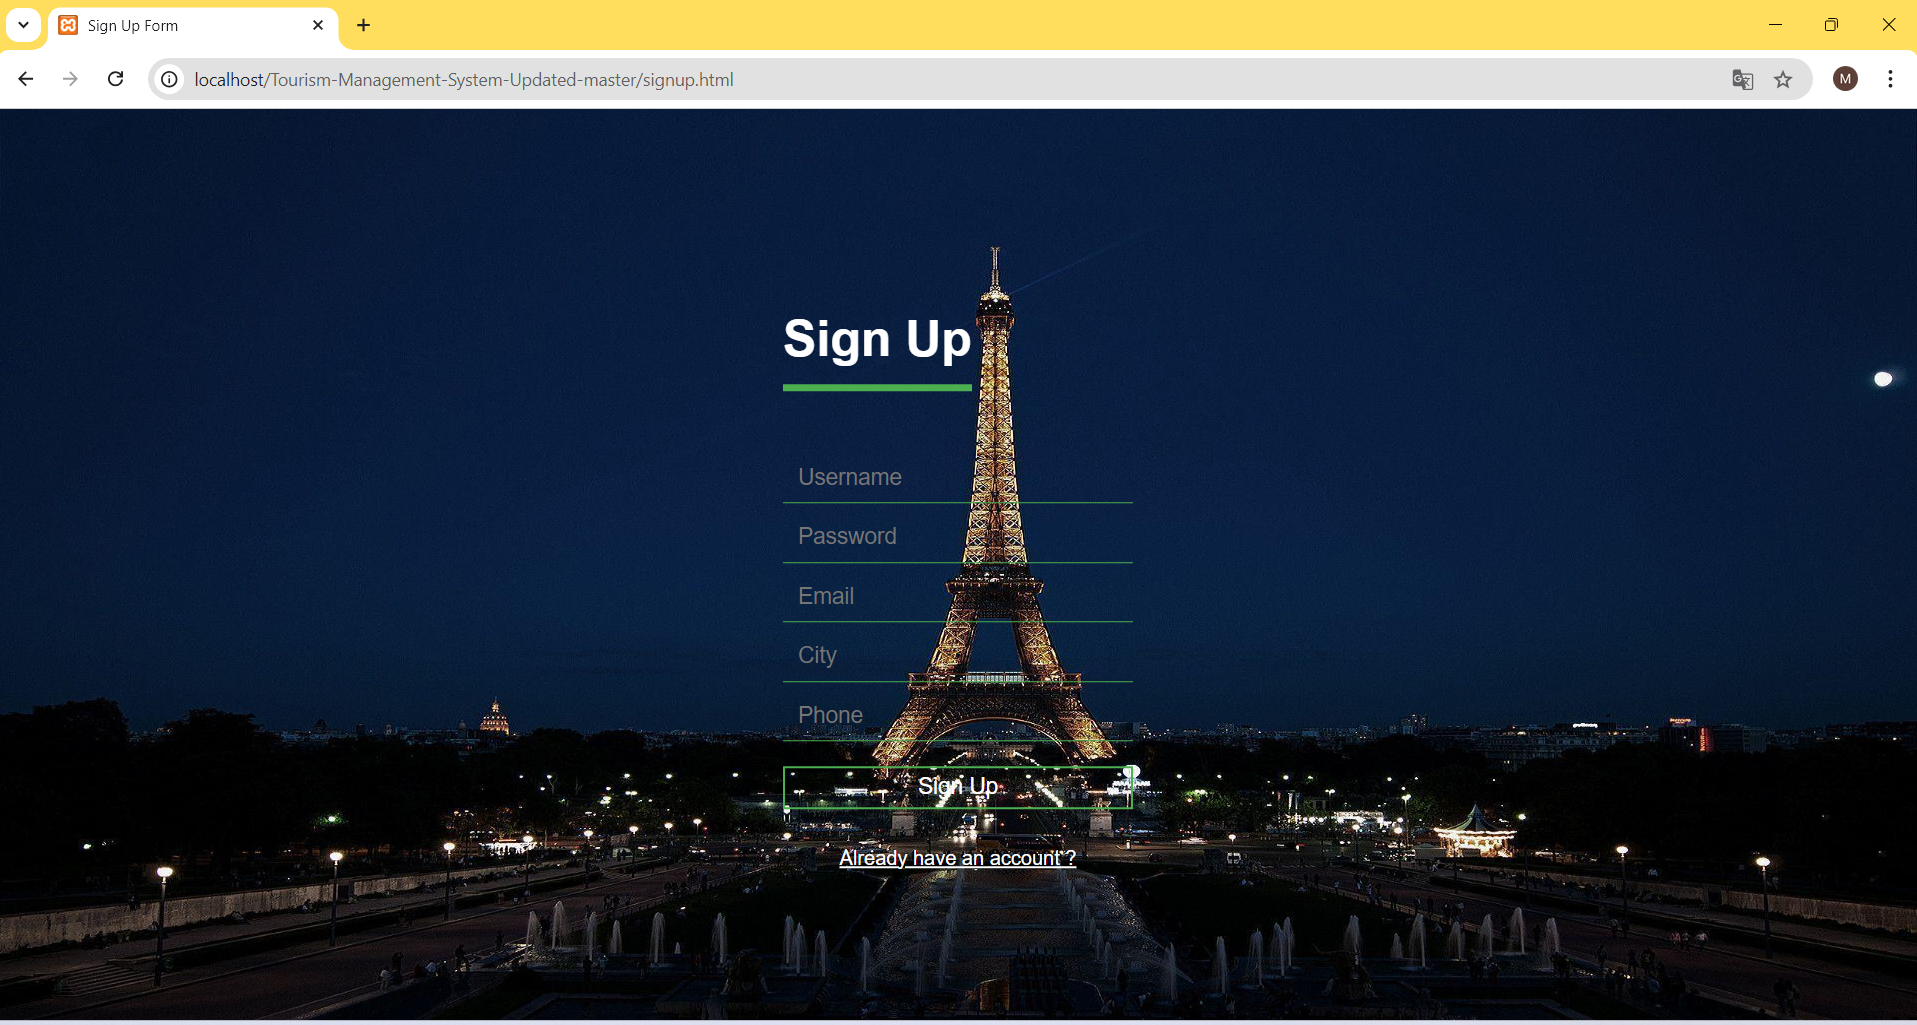 Sign Up Form
localhost/Tourism-Management-System-Updated-master/signup.html
M
Sign Up
Username
Password
Email
City
Phone
Sign Up
Already have an account ?